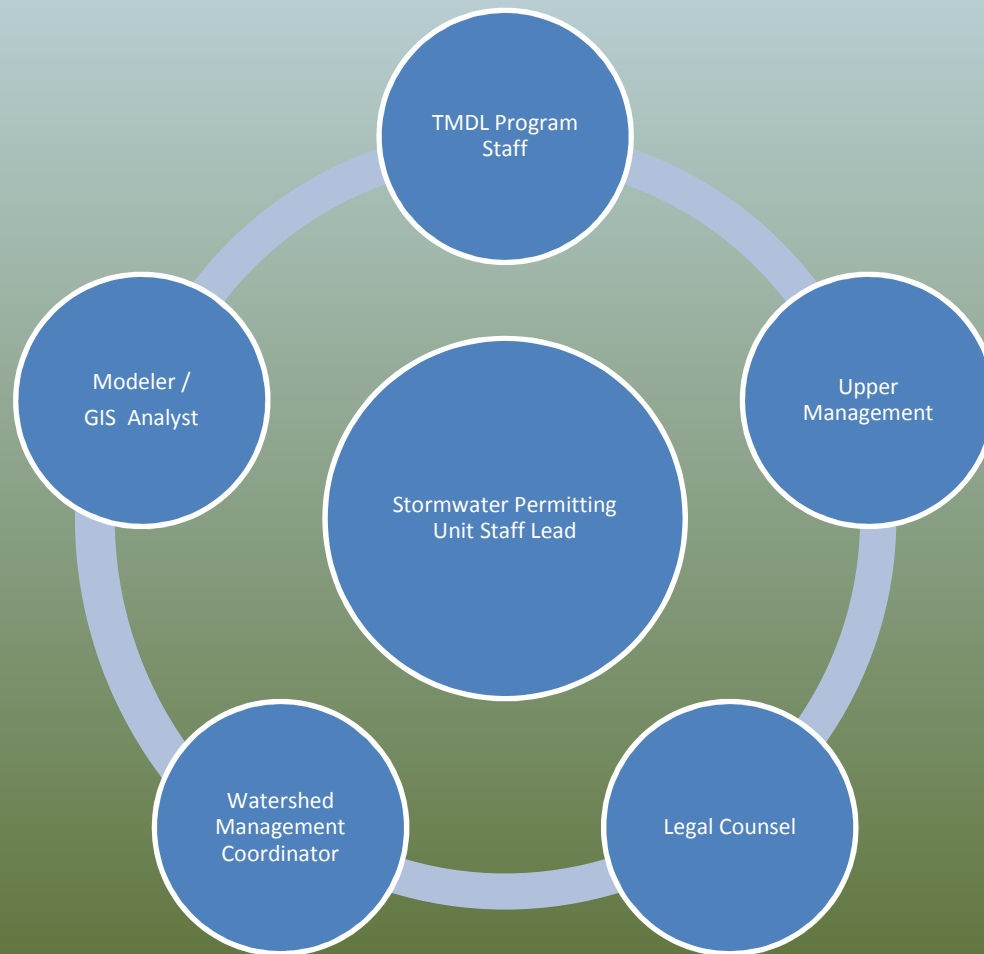 TMDL Program
Staff
Modeler /
GIS Analyst
Upper
Management
Stormwater Permitting
Unit Staff Lead
Watershed
Management
Coordinator
Legal Counsel